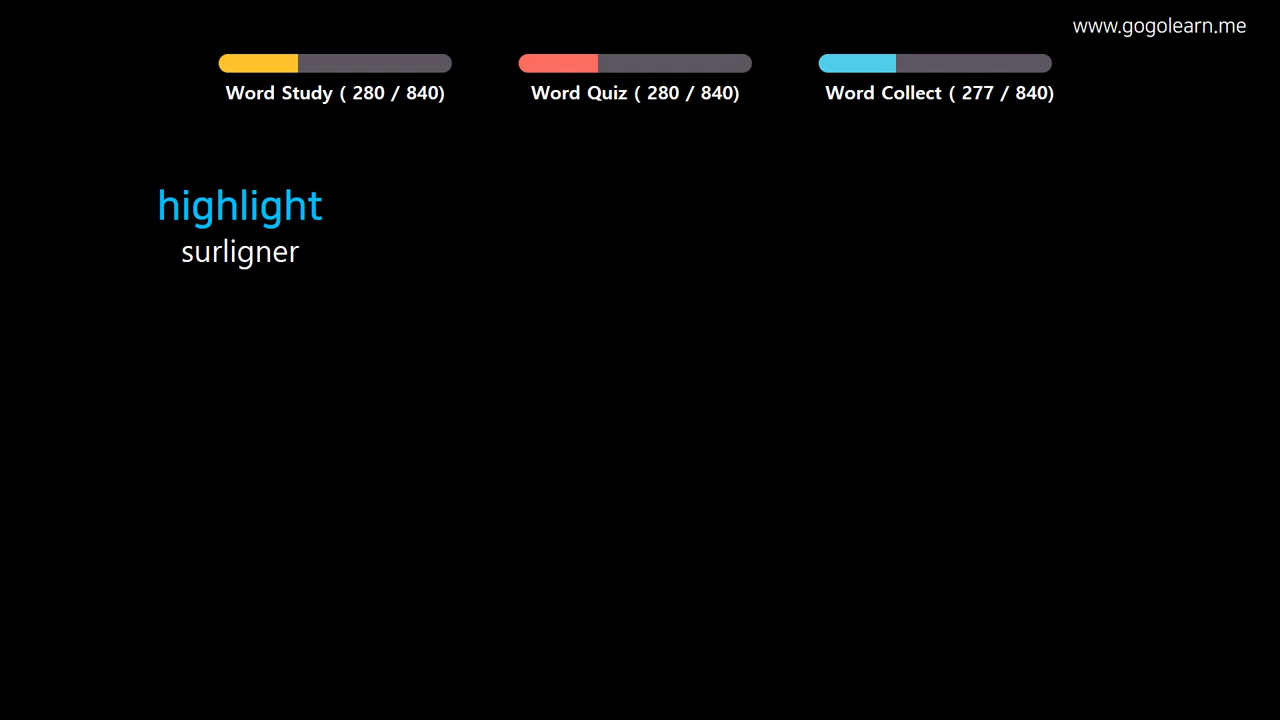 www.gogolearn.me
Word Study ( 280 / 840)
Word Quiz ( 280 / 840)
Word Collect ( 277 / 840)
highlight
surligner